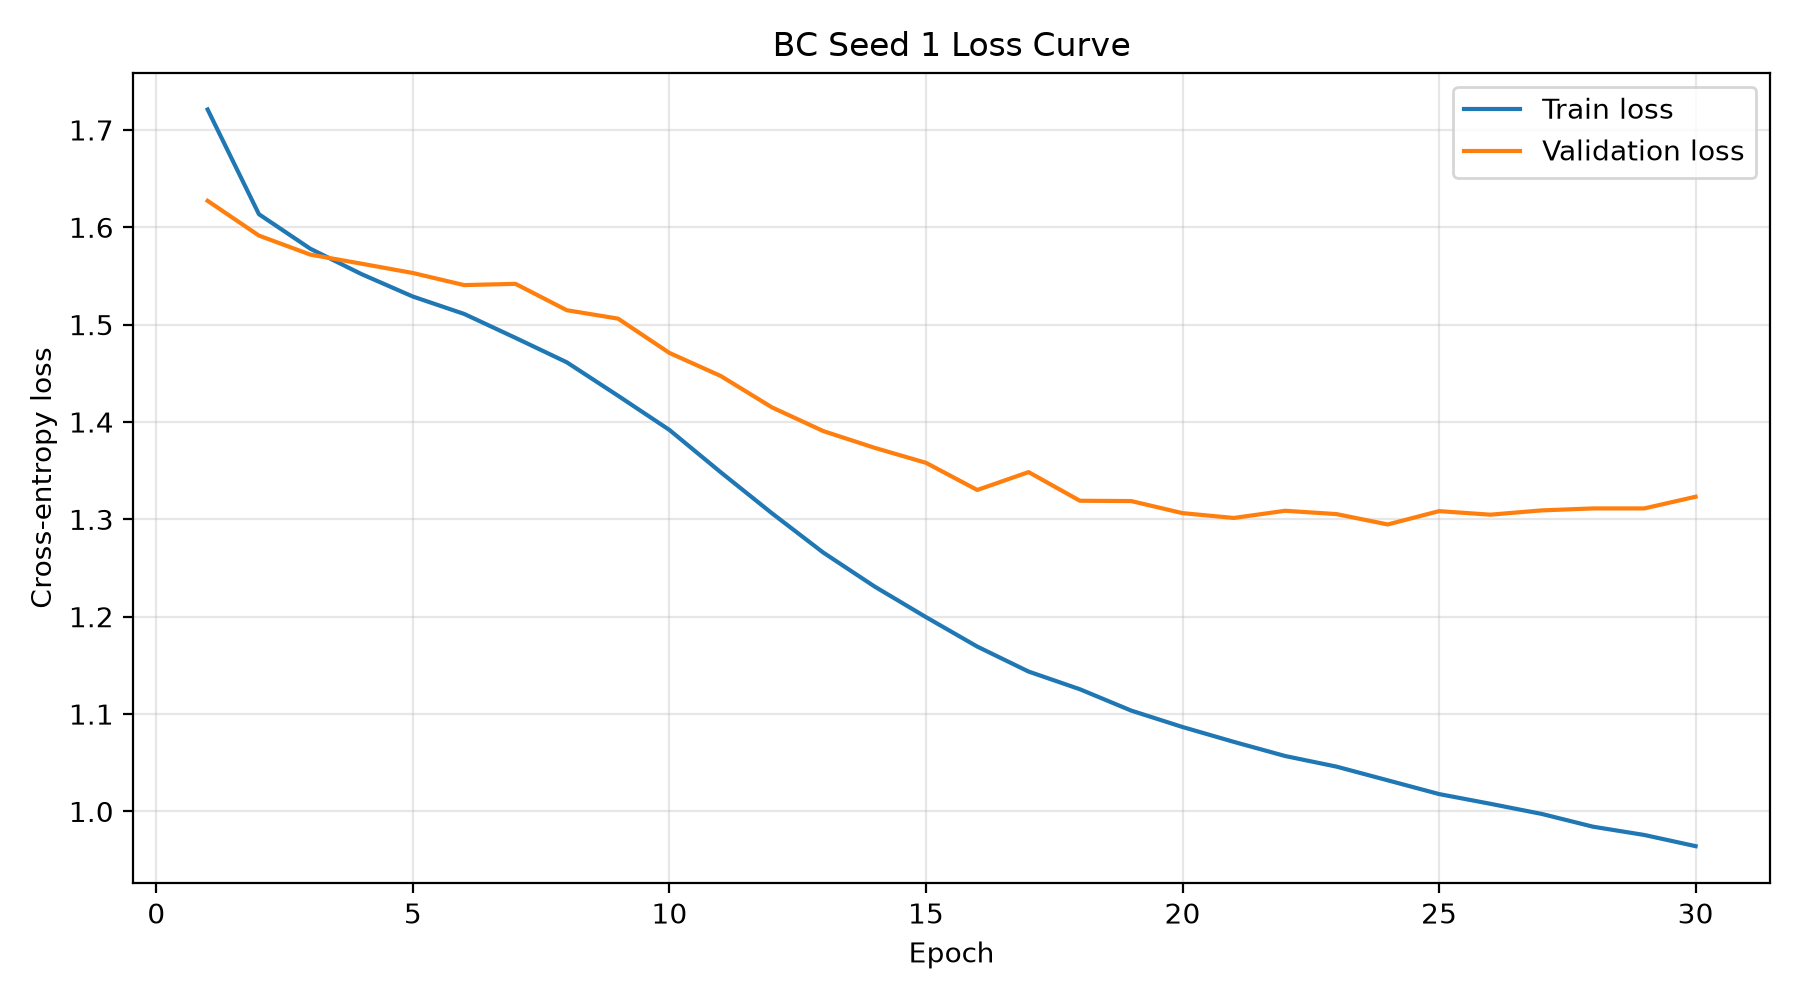 BC Seed 1 Loss Curve
Train loss
Validation loss
Cross-entropy loss
1.7
1.6
1.5
1.4
1.3
1.2
1.1
1.0
0 5 10 15 20 25 30
Epoch